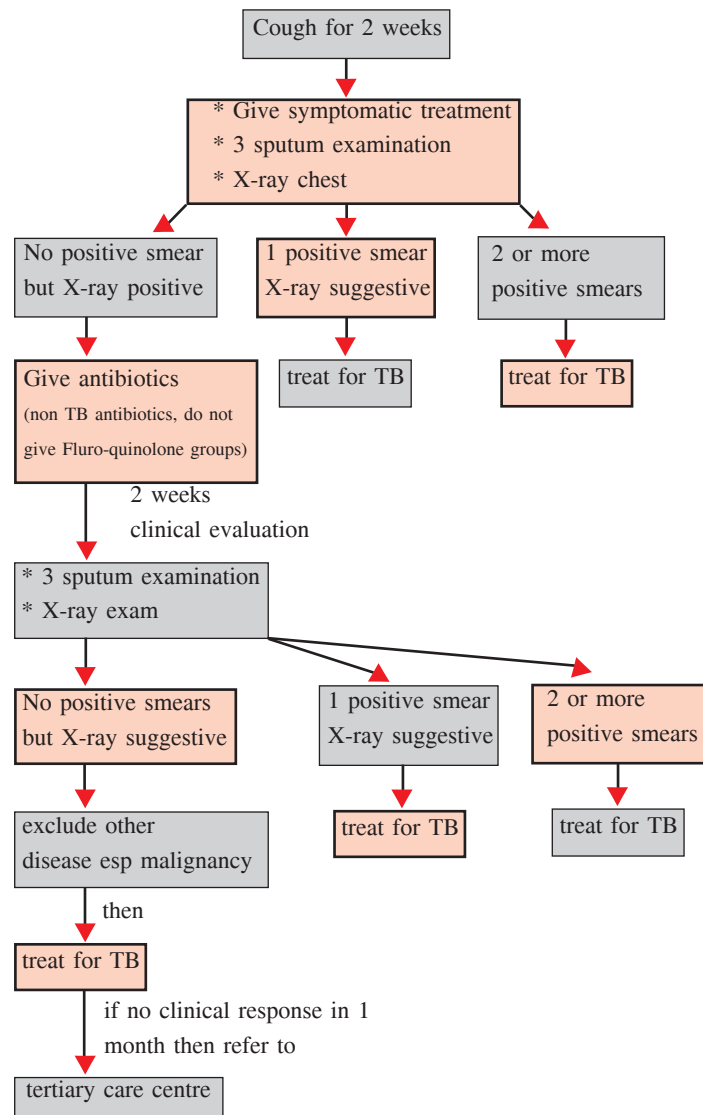 Cough for 2 weeks
* Give symptomatic treatment
* 3 sputum examination
* X-ray chest
No positive smear
but X-ray positive
1 positive smear
X-ray suggestive
2 or more
positive smears
Give antibiotics
(non TB antibiotics, do not
give Fluro-quinolone groups)
treat for TB
treat for TB
2 weeks
clinical evaluation
* 3 sputum examination
* X-ray exam
No positive smears
but X-ray suggestive
1 positive smear
X-ray suggestive
2 or more
positive smears
exclude other
disease esp malignancy
treat for TB
treat for TB
then
treat for TB
if no clinical response in 1
month then refer to
tertiary care centre